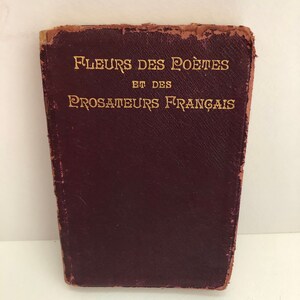 Fleurs des Poètes
et des
Prosateurs Français